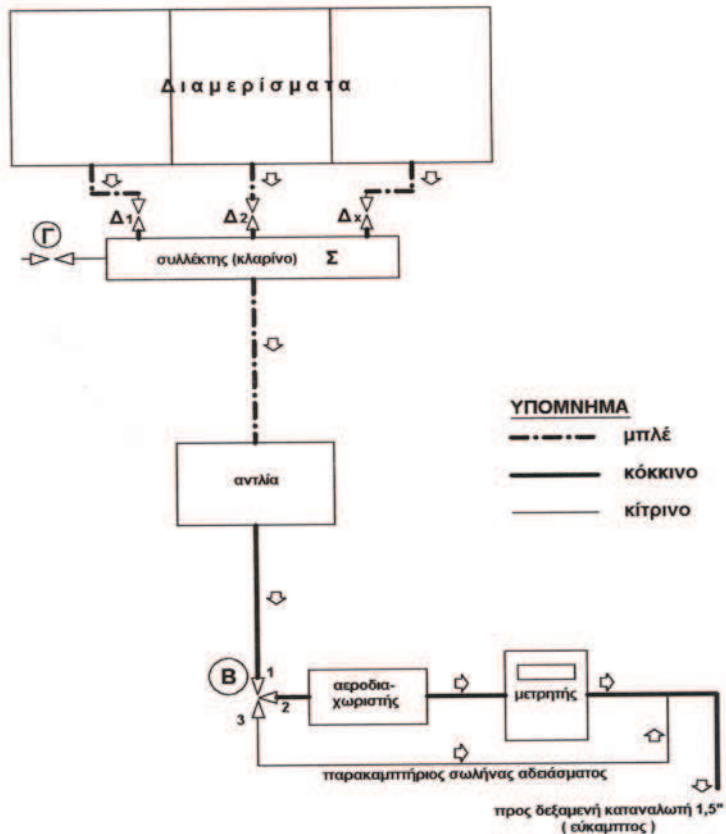 Διαμερίσματα
Δ1 Δ2 Δx
Γ
συλλέκτης (κλαρίνο) Σ
ΥΠΟΜΝΗΜΑ
μπλέ
κόκκινο
κίτρινο
αντλία
Β
1
2
3
αεροδια-
χωριστής
μετρητής
παρακαμπτήριος σωλήνας αδειάσματος
προς δεξαμενή καταναλωτή 1,5"
( εύκαμπτος )